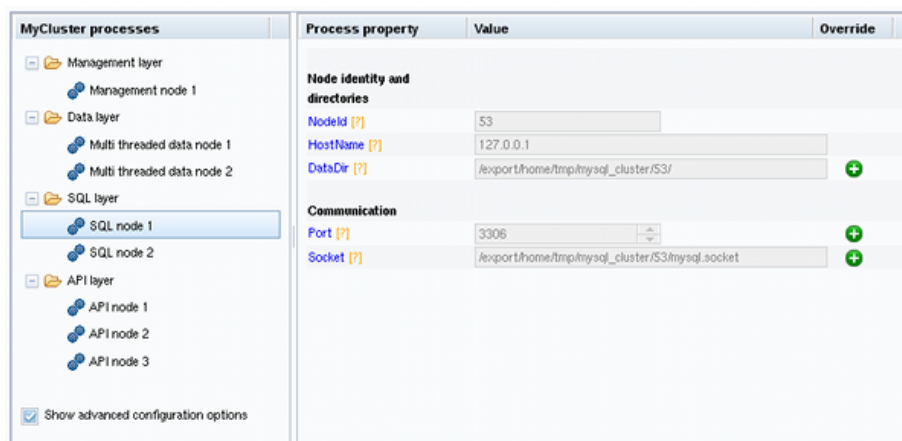 MyCluster processes
Management layer
Management node 1
Data layer
Multi threaded data node 1
Multi threaded data node 2
SQL layer
SQL node 1
SQL node 2
API layer
API node 1
API node 2
API node 3
Show advanced configuration options
Process property Value Override
Node identity and
directories
NodeId [?] 53
HostName [?] 127.0.0.1
DataDir [?] /export/home/tmp/mysql_cluster/53/
Communication
Port [?] 3306
Socket [?] /export/home/tmp/mysql_cluster/53/mysql.socket